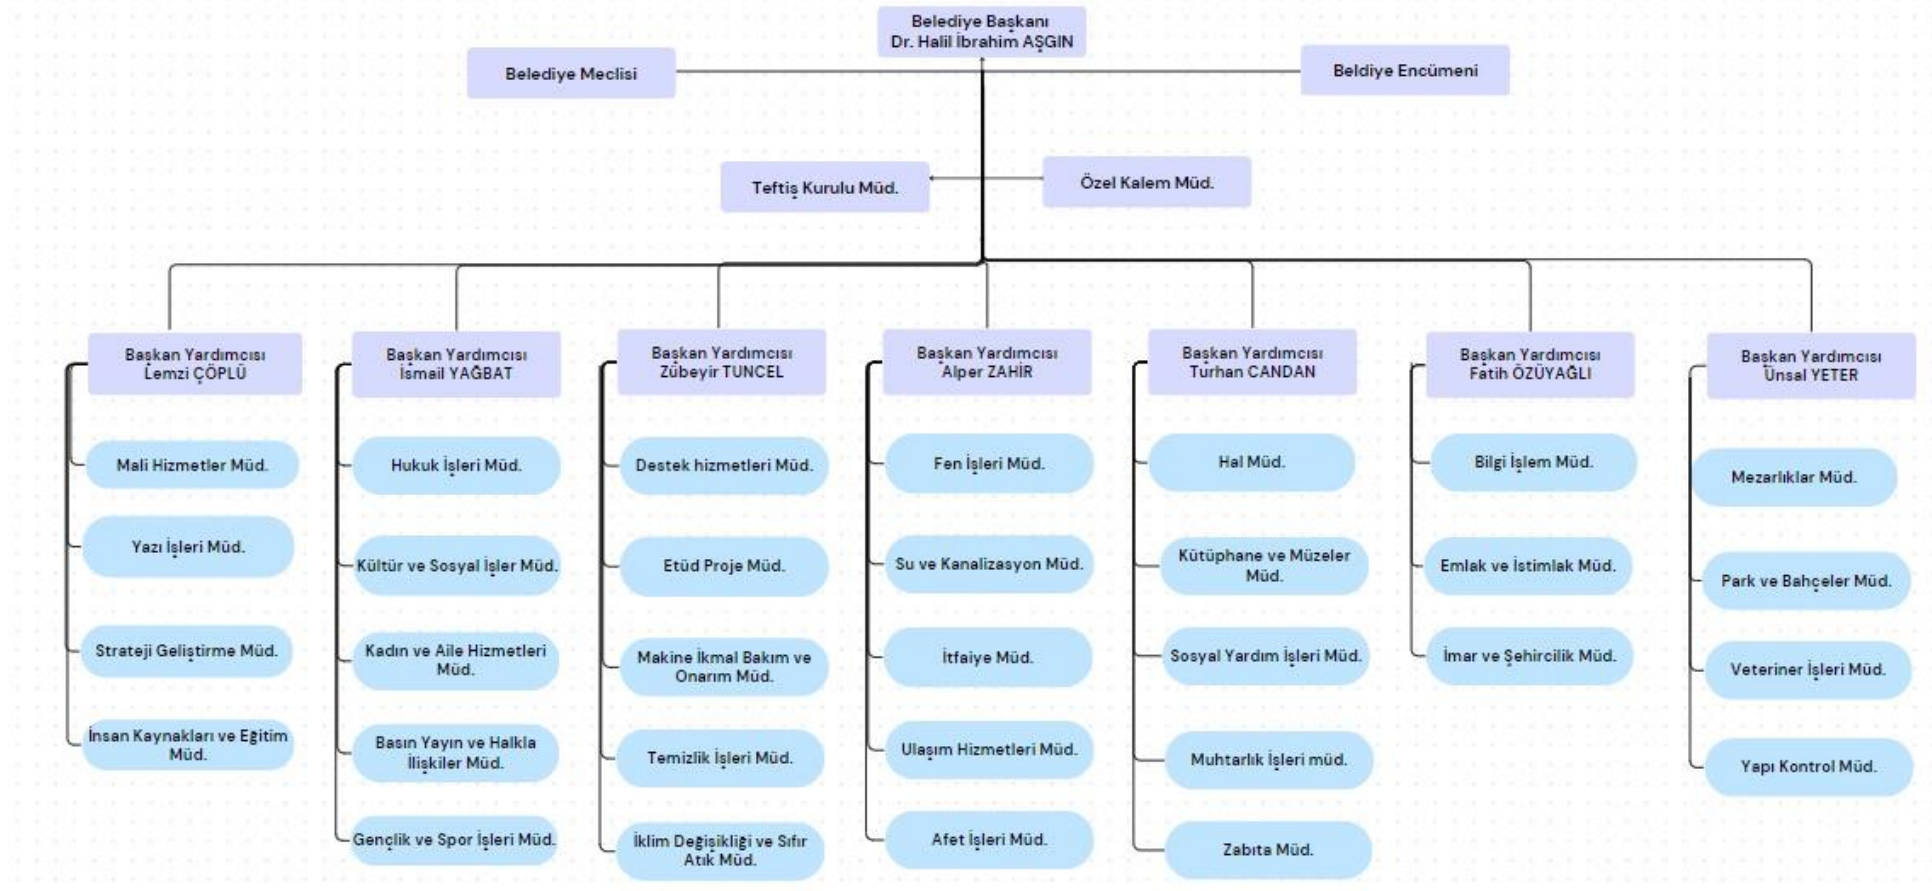 Belediye Başkanı
Dr. Halil İbrahim AŞGIN
Belediye Meclisi
Beldiye Encümeni
Teftiş Kurulu Müd.
Özel Kalem Müd.
Başkan Yardımcısı
Lemzi ÇÖPLÜ
Mali Hizmetler Müd.
Yazı İşleri Müd.
Strateji Geliştirme Müd.
İnsan Kaynakları ve Eğitim
Müd.
Başkan Yardımcısı
İsmail YAĞBAT
Hukuk İşleri Müd.
Kültür ve Sosyal İşler Müd.
Kadın ve Aile Hizmetleri
Müd.
Basın Yayın ve Halkla
İlişkiler Müd.
Gençlik ve Spor İşleri Müd.
Başkan Yardımcısı
Zübeyir TUNCEL
Destek hizmetleri Müd.
Etüd Proje Müd.
Makine İkmal Bakım ve
Onarım Müd.
Temizlik İşleri Müd.
İklim Değişikliği ve Sıfır
Atık Müd.
Başkan Yardımcısı
Alper ZAHİR
Fen İşleri Müd.
Su ve Kanalizasyon Müd.
İtfaiye Müd.
Ulaşım Hizmetleri Müd.
Afet İşleri Müd.
Başkan Yardımcısı
Turhan CANDAN
Hal Müd.
Kütüphane ve Müzeler
Müd.
Sosyal Yardım İşleri Müd.
Muhtarlık İşleri müd.
Zabıta Müd.
Başkan Yardımcısı
Fatih ÖZÜYAĞLI
Bilgi İşlem Müd.
Emlak ve İstimlak Müd.
İmar ve Şehircilik Müd.
Başkan Yardımcısı
Ünsal YETER
Mezarlıklar Müd.
Park ve Bahçeler Müd.
Veteriner İşleri Müd.
Yapı Kontrol Müd.